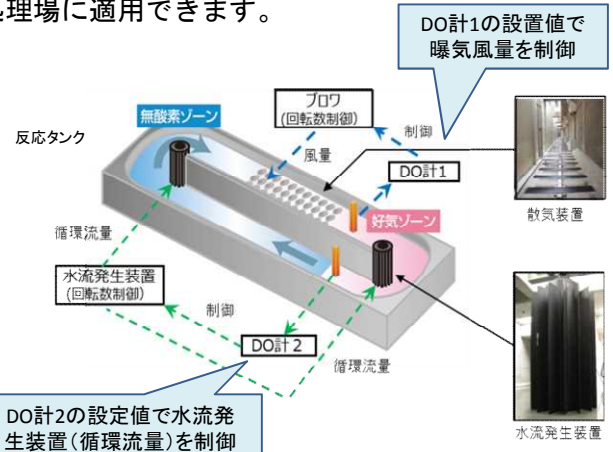 処理場に適用できます。
DO計1の設置値で
曝気風量を制御
ブロワ
(回転数制御)
無酸素ゾーン
制御
反応タンク
風量
DO計1
散気装置
好気ゾーン
循環流量
水流発生装置
(回転数制御)
制御
DO計2
循環流量
DO計2の設定値で水流発
生装置(循環流量)を制御
水流発生装置